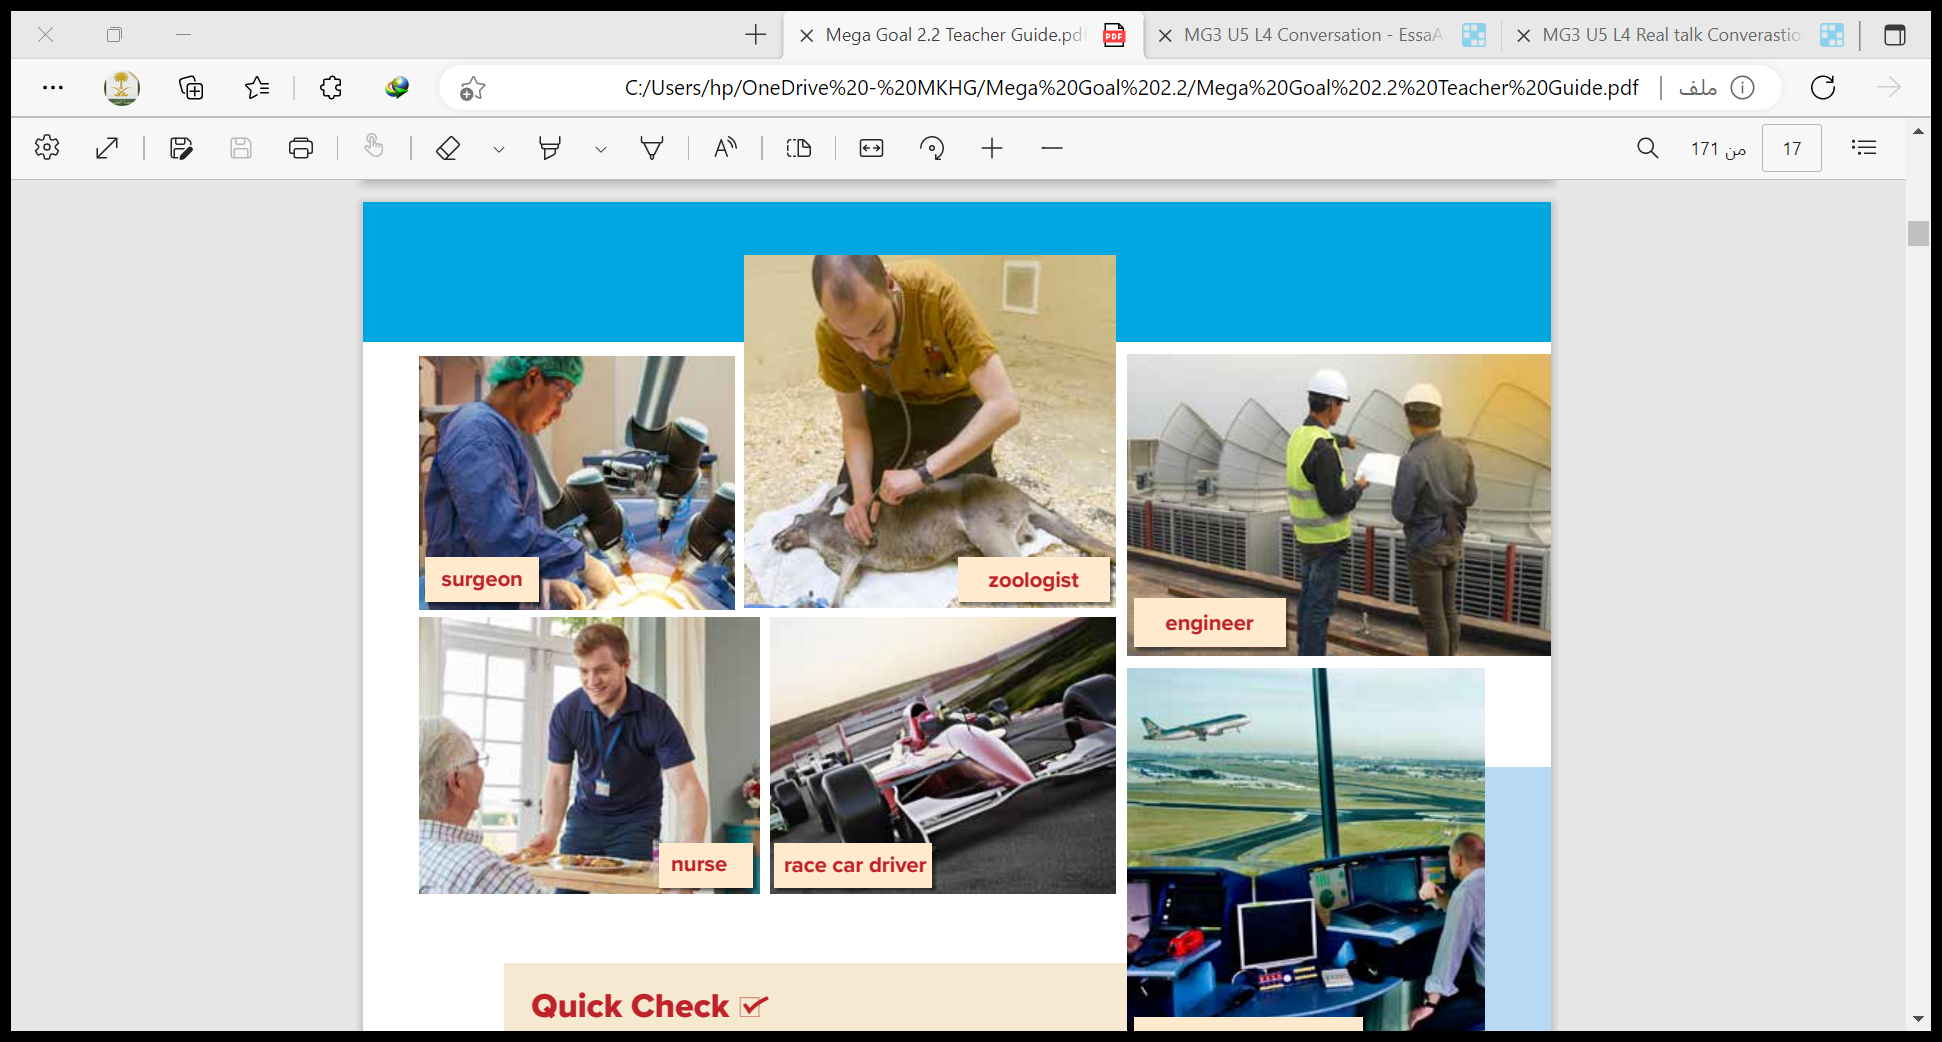 Mega Goal 2.2 Teacher Guide.pdf
MG3 U5 L4 Conversation - EssaA
MG3 U5 L4 Real talk Converastio
C:/Users/hp/OneDrive%20-%20MKHG/Mega%20Goal%202.2/Mega%20Goal%202.2%20Teacher%20Guide.pdf
ملف
من 171
17
surgeon
zoologist
engineer
nurse
race car driver
Quick Check